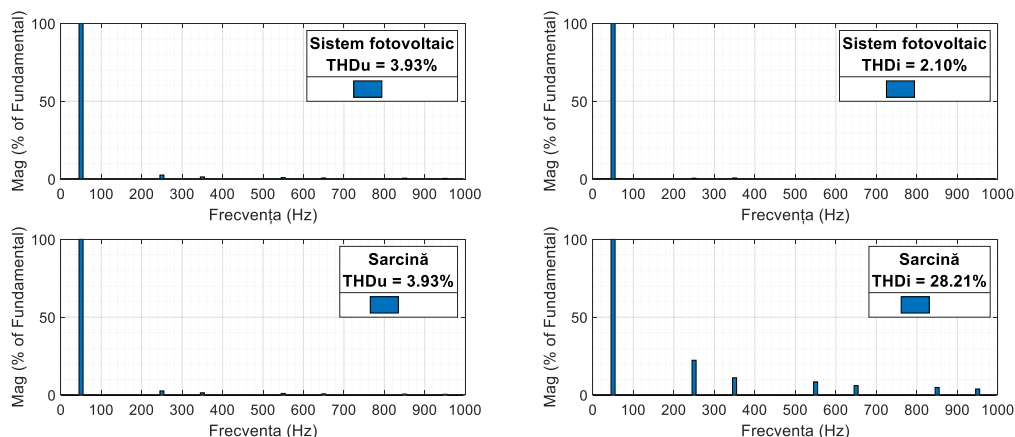 100
50
0
Mag (% of Fundamental)
Sistem fotovoltaic
THDu = 3.93%
0 100 200 300 400 500 600 700 800 900 1000
Frecvența (Hz)
100
50
0
Mag (% of Fundamental)
Sistem fotovoltaic
THDi = 2.10%
0 100 200 300 400 500 600 700 800 900 1000
Frecvența (Hz)
100
50
0
Mag (% of Fundamental)
Sarcină
THDu = 3.93%
0 100 200 300 400 500 600 700 800 900 1000
Frecvența (Hz)
100
50
0
Mag (% of Fundamental)
Sarcină
THDi = 28.21%
0 100 200 300 400 500 600 700 800 900 1000
Frecvența (Hz)